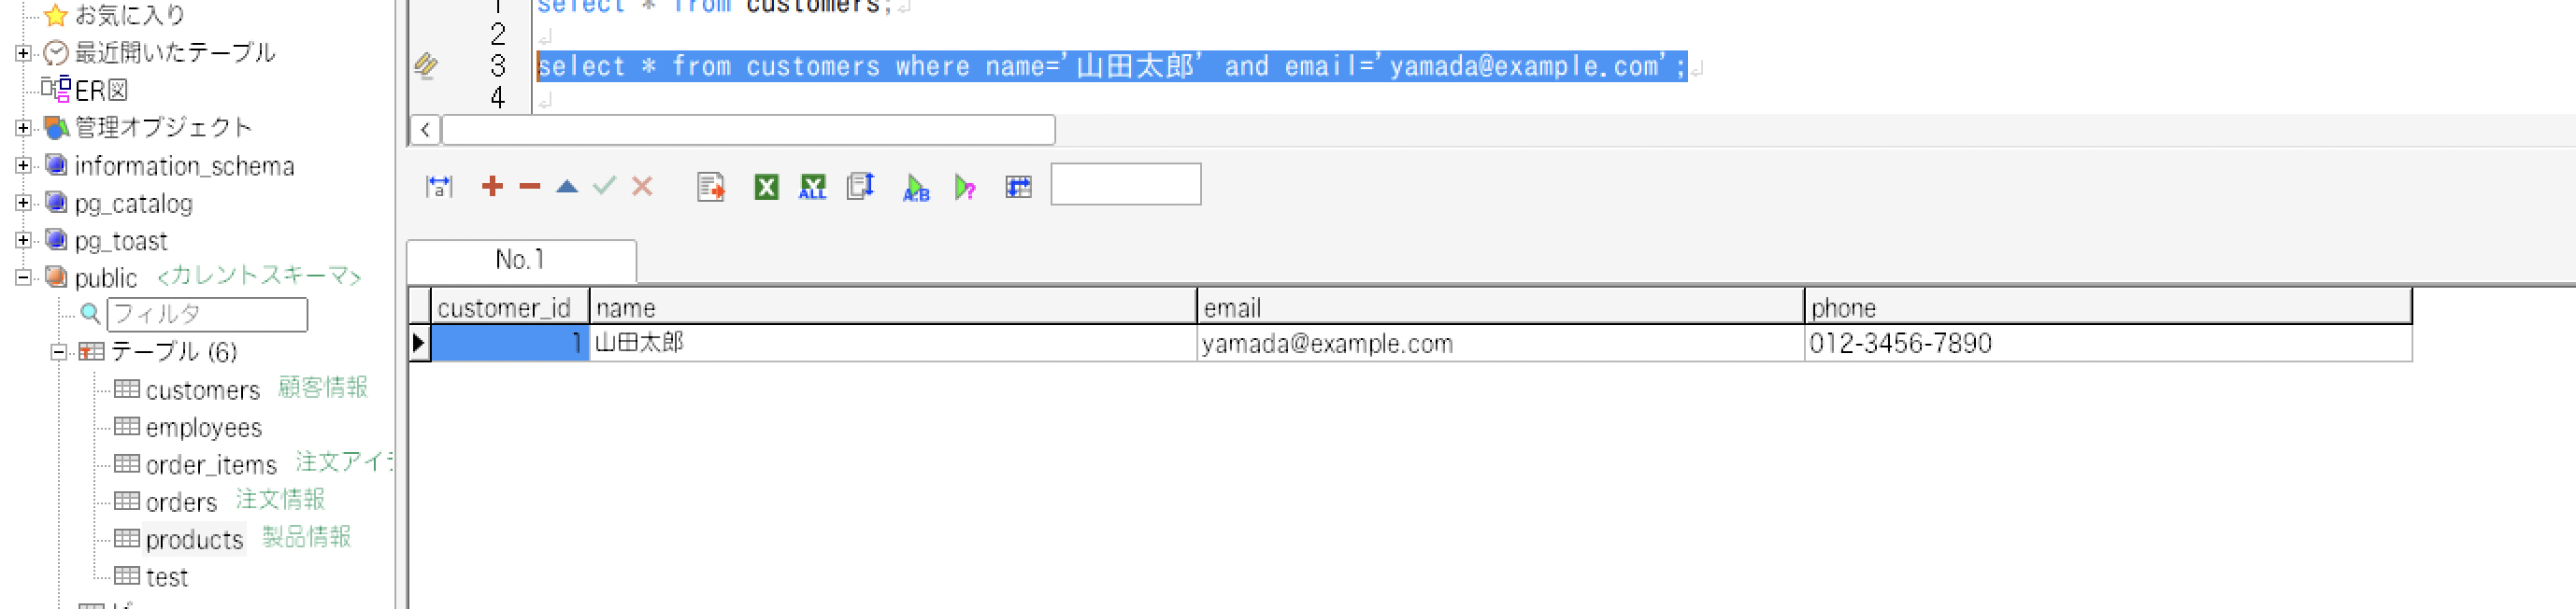 お気に入り
最近開いたテーブル
ER図
管理オブジェクト
information_schema
pg_catalog
pg_toast
public <カレントスキーマ>
フィルタ
テーブル (6)
customers 顧客情報
employees
order_items 注文アイ
orders 注文情報
products 製品情報
test
1 select * from customers;
2
3 select * from customers where name='山田太郎' and email='yamada@example.com';
4
No.1
customer_id name email phone
1 山田太郎 yamada@example.com 012-3456-7890